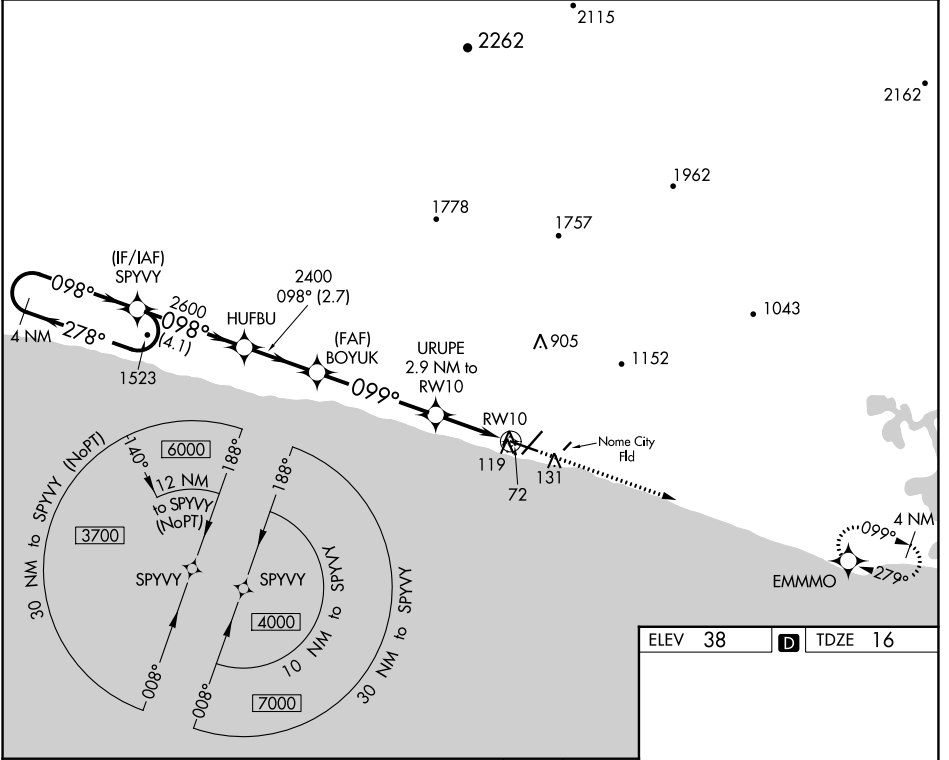 2115
2262
2162
1962
1778
1757
(IF/IAF)
SPYVY
2400
098° (2.7)
098°
2600
098°
(4.1)
HUFBU
1043
278°
4 NM
(FAF)
BOYUK
URUPE
2.9 NM to
RW10
905
1152
1523
099°
RW10
Nome City
Fld
119
72
131
30 NM to SPYVY (NoPT)
140°
6000
188°
12 NM
to SPYVY
(NoPT)
3700
SPYVY
008°
188°
SPYVY
4000
10 NM to SPYVY
30 NM to SPYVY
7000
008°
4 NM
099°
279°
EMMMO
ELEV 38 D TDZE 16